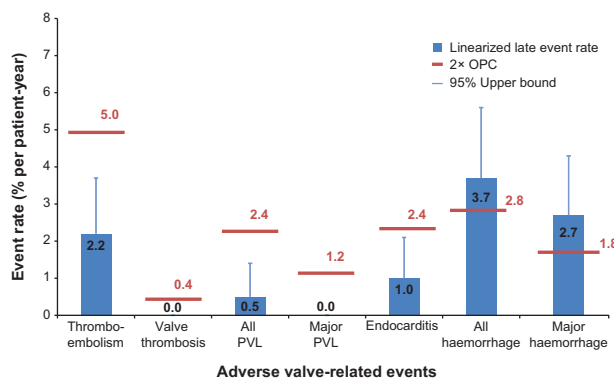 8
7
6
5
4
3
2
1
0
Event rate (% per patient-year)
Linearized late event rate
2× OPC
95% Upper bound
5.0
2.2
0.4
0.0
2.4
0.5
1.2
0.0
2.4
1.0
2.8
3.7
1.8
2.7
Thrombo-
embolism
Valve
thrombosis
All
PVL
Major
PVL
Endocarditis
All
haemorrhage
Major
haemorrhage
Adverse valve-related events